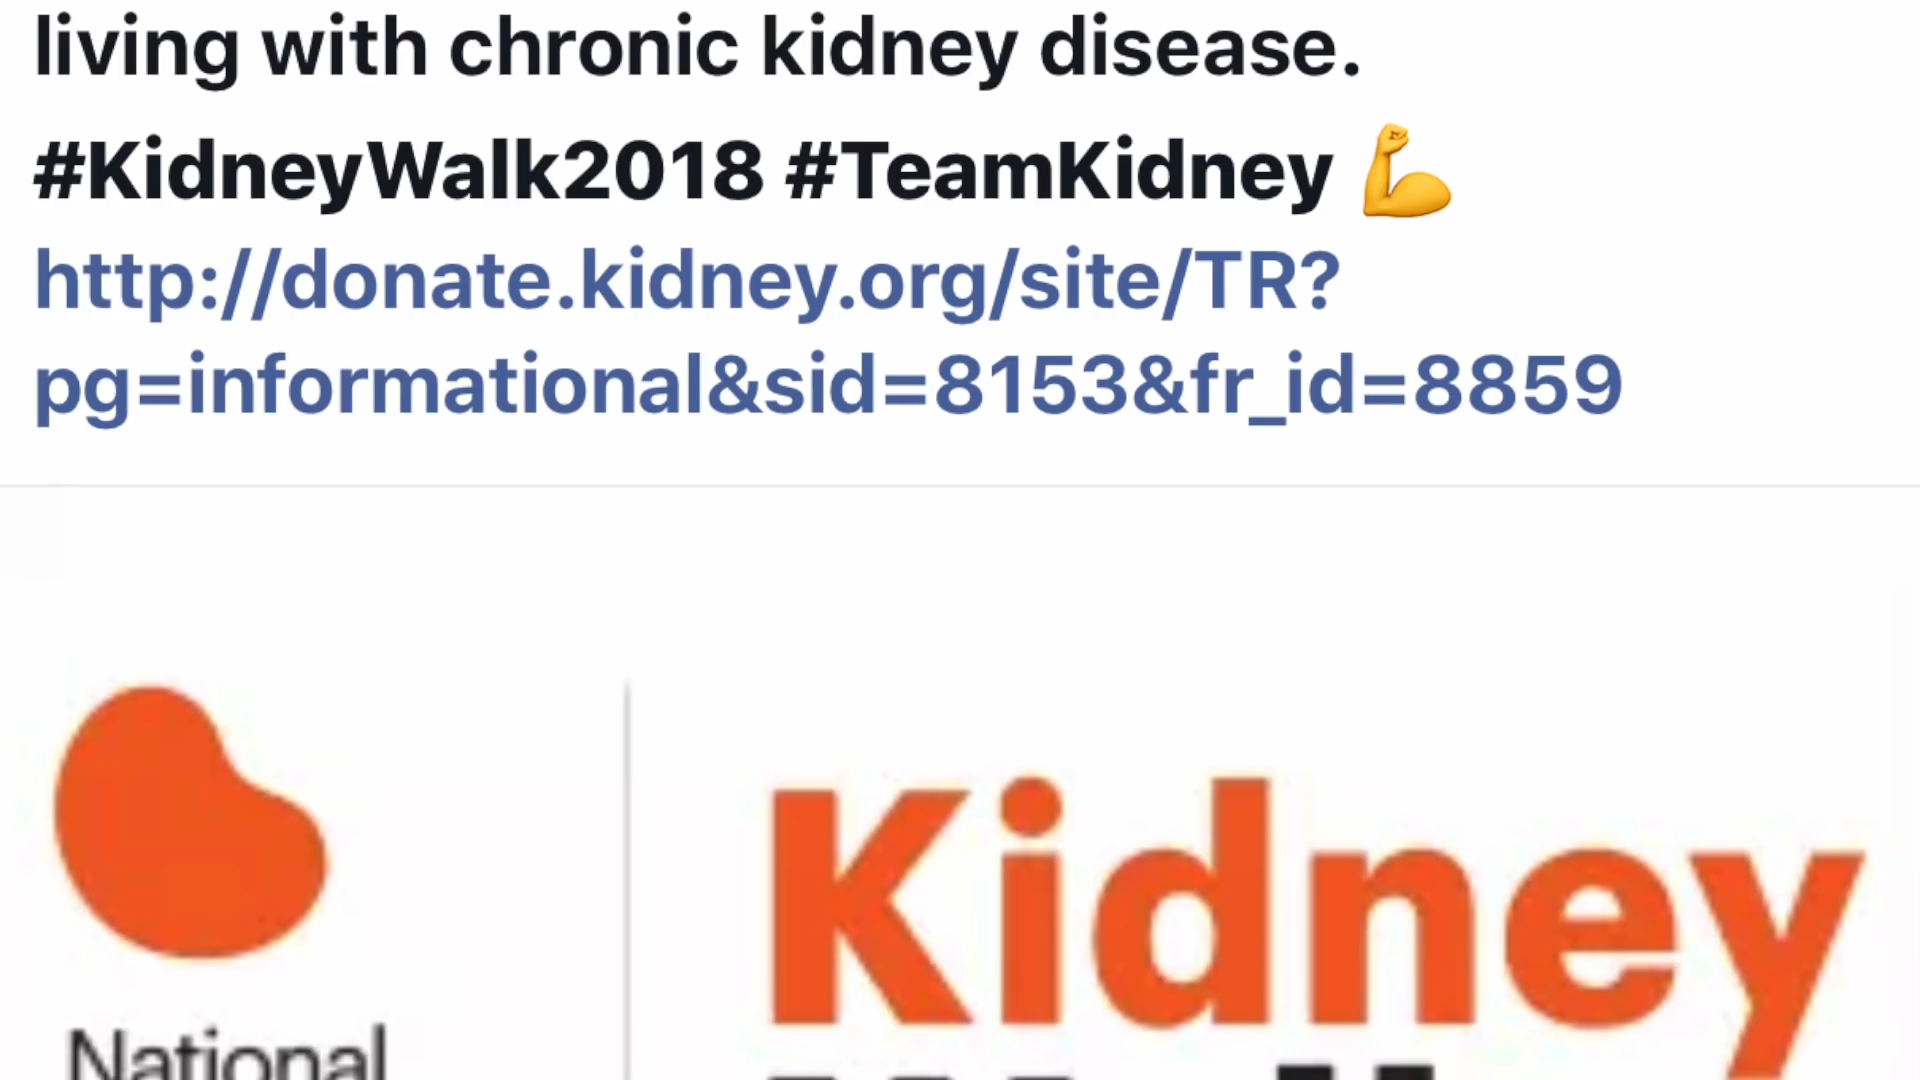 living with chronic kidney disease.
#KidneyWalk2018 #TeamKidney 💪
http://donate.kidney.org/site/TR?
pg=informational&sid=8153&fr_id=8859
Kidney
National